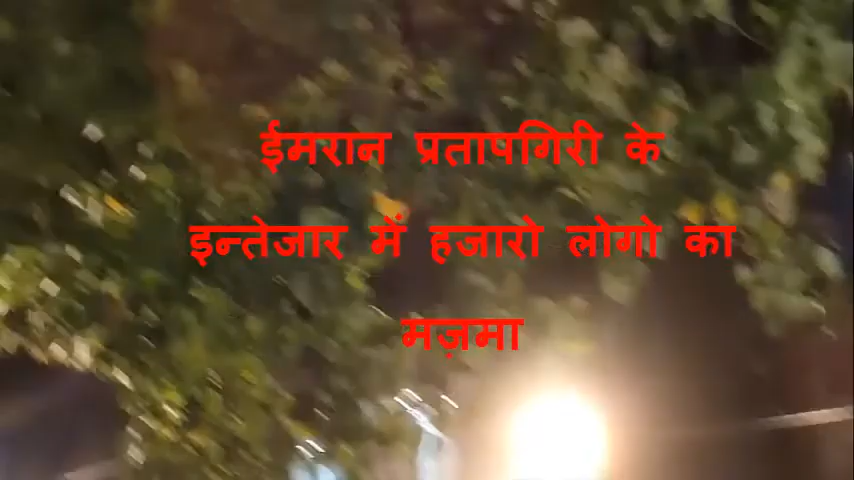 ईमरान प्रतापगिरी के
इन्तेजार में हजारो लोगो का
मज़मा